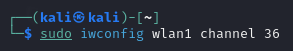 ┌──(kali㉿kali)-[~]
└─$ sudo iwconfig wlan1 channel 36